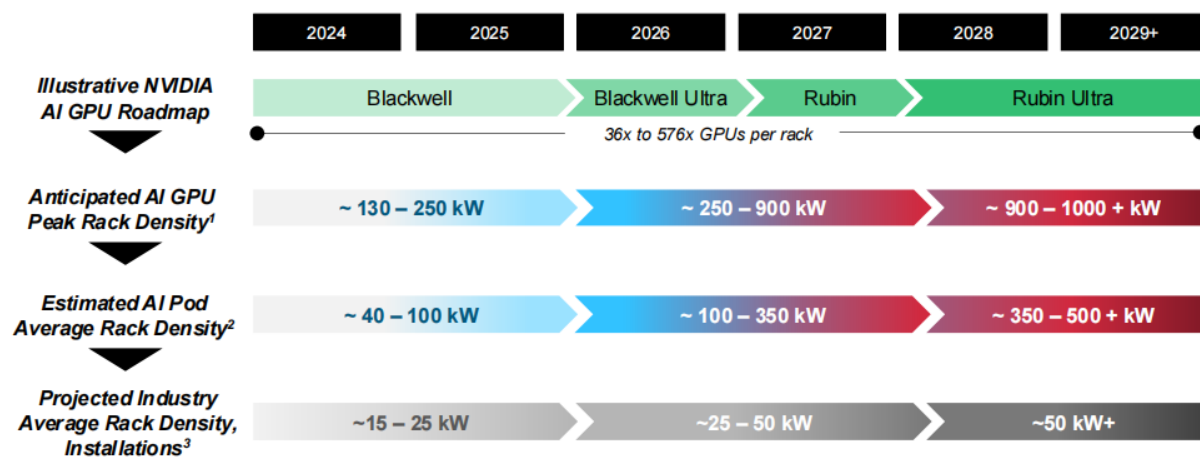 2024 2025 2026 2027 2028 2029+
Illustrative NVIDIA
AI GPU Roadmap
Blackwell Blackwell Ultra Rubin Rubin Ultra
36x to 576x GPUs per rack
Anticipated AI GPU
Peak Rack Density¹
~ 130 – 250 kW ~ 250 – 900 kW ~ 900 – 1000 + kW
Estimated AI Pod
Average Rack Density²
~ 40 – 100 kW ~ 100 – 350 kW ~ 350 – 500 + kW
Projected Industry
Average Rack Density,
Installations³
~15 – 25 kW ~25 – 50 kW ~50 kW+